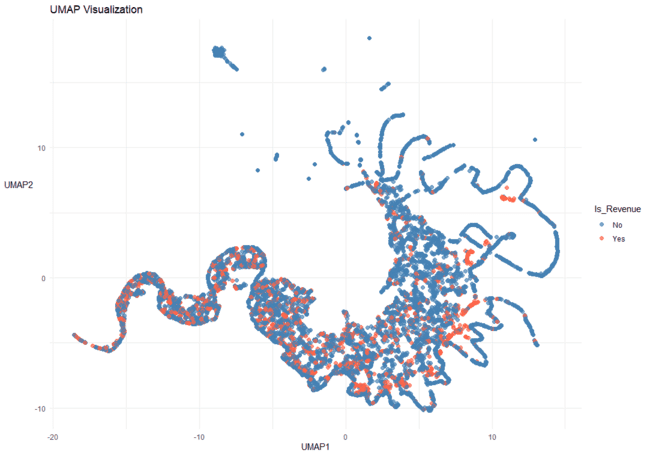 UMAP Visualization
10
UMAP2
0
-10
-20
-10
0
10
UMAP1
Is_Revenue
No
Yes